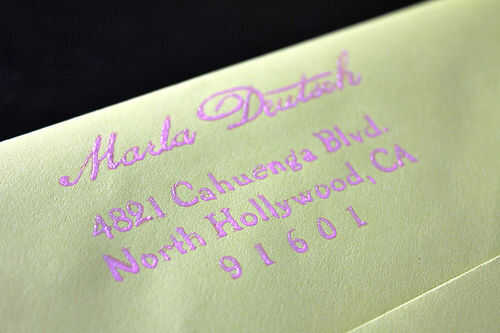 Marla Deutsch
4821 Cahuenga Blvd.
North Hollywood, CA
91601